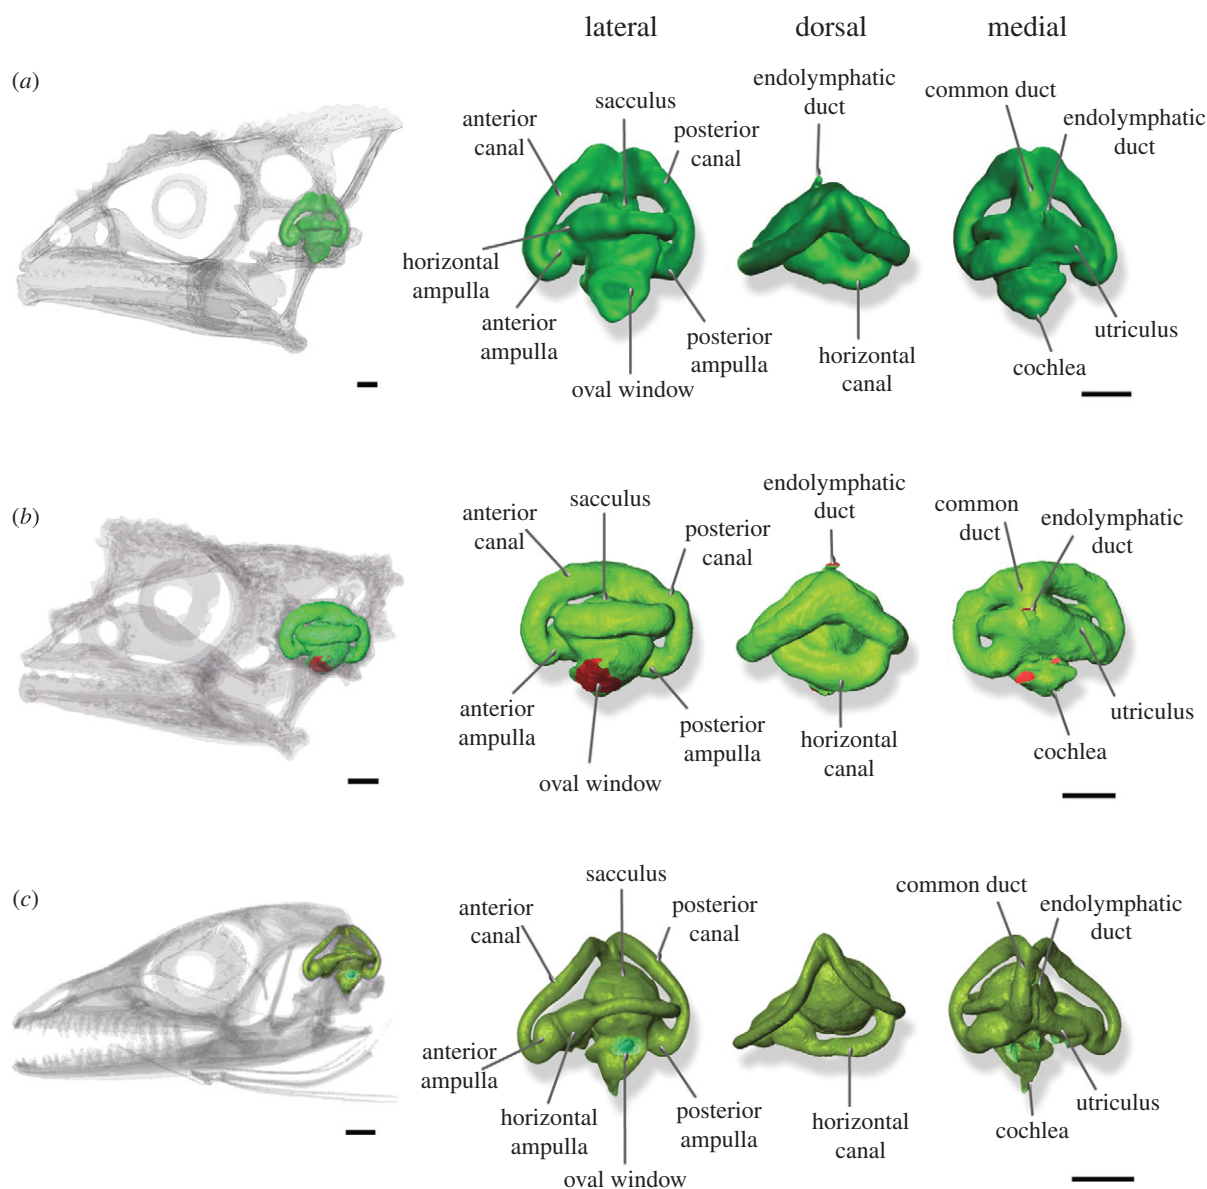 lateral
dorsal
medial
(a)
anterior
canal
sacculus
posterior
canal
horizontal
ampulla
anterior
ampulla
oval window
posterior
ampulla
endolymphatic
duct
horizontal
canal
common duct
endolymphatic
duct
utriculus
cochlea
(b)
anterior
canal
sacculus
posterior
canal
anterior
ampulla
oval window
posterior
ampulla
endolymphatic
duct
horizontal
canal
common
duct
endolymphatic
duct
utriculus
cochlea
(c)
anterior
canal
sacculus
posterior
canal
anterior
ampulla
horizontal
ampulla
oval window
posterior
ampulla
horizontal
canal
common duct
endolymphatic
duct
utriculus
cochlea